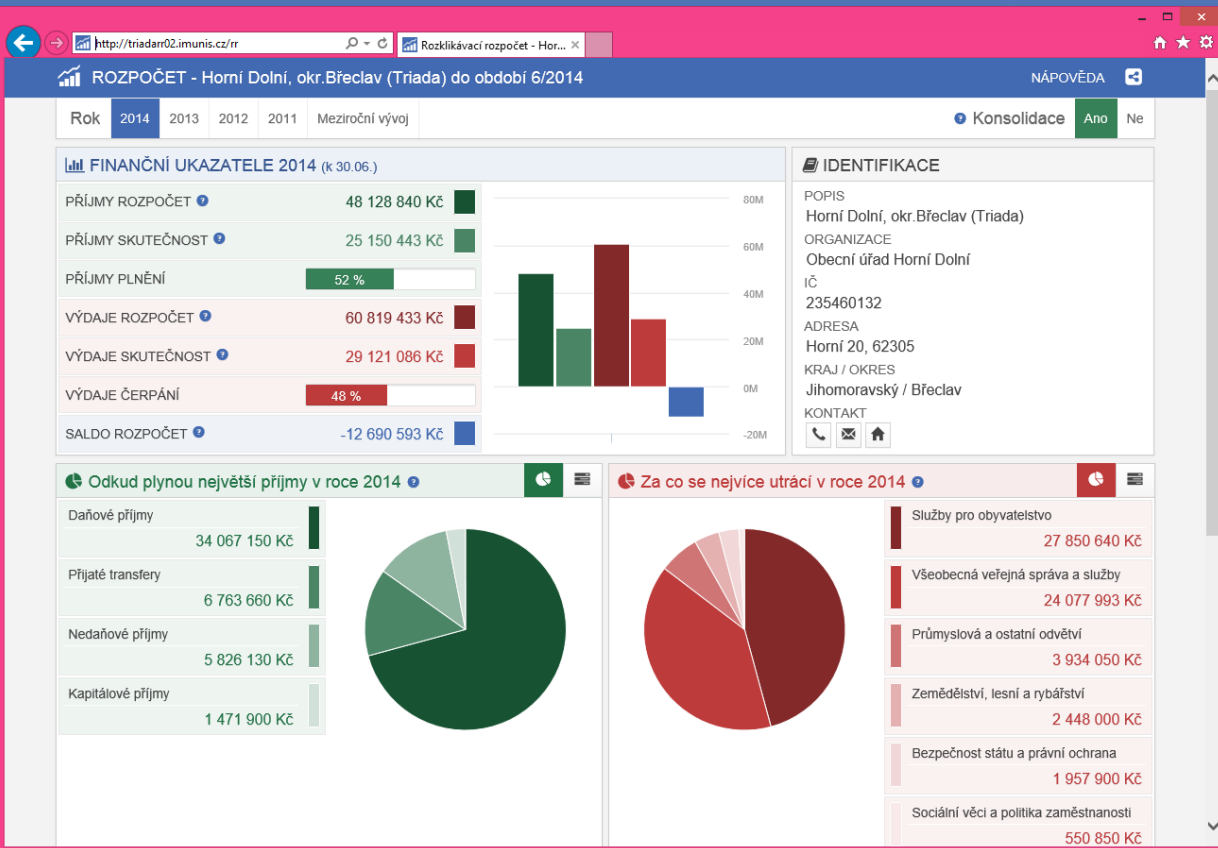 http://triadarr02.imunis.cz/rr
Rozklikávací rozpočet - Hor...
ROZPOČET - Horní Dolní, okr.Břeclav (Triada) do období 6/2014
NÁPOVĚDA
Rok 2014 2013 2012 2011 Meziroční vývoj
Konsolidace Ano Ne
FINANČNÍ UKAZATELE 2014 (k 30.06.)
PŘÍJMY ROZPOČET 48 128 840 Kč
PŘÍJMY SKUTEČNOST 25 150 443 Kč
PŘÍJMY PLNĚNÍ 52 %
VÝDAJE ROZPOČET 60 819 433 Kč
VÝDAJE SKUTEČNOST 29 121 086 Kč
VÝDAJE ČERPÁNÍ 48 %
SALDO ROZPOČET -12 690 593 Kč
80M
60M
40M
20M
0M
-20M
IDENTIFIKACE
POPIS
Horní Dolní, okr.Břeclav (Triada)
ORGANIZACE
Obecní úřad Horní Dolní
IČ
235460132
ADRESA
Horní 20, 62305
KRAJ / OKRES
Jihomoravský / Břeclav
KONTAKT
Odkud plynou největší příjmy v roce 2014
Daňové příjmy
34 067 150 Kč
Přijaté transfery
6 763 660 Kč
Nedaňové příjmy
5 826 130 Kč
Kapitálové příjmy
1 471 900 Kč
Za co se nejvíce utrácí v roce 2014
Služby pro obyvatelstvo
27 850 640 Kč
Všeobecná veřejná správa a služby
24 077 993 Kč
Průmyslová a ostatní odvětví
3 934 050 Kč
Zemědělství, lesní a rybářství
2 448 000 Kč
Bezpečnost státu a právní ochrana
1 957 900 Kč
Sociální věci a politika zaměstnanosti
550 850 Kč